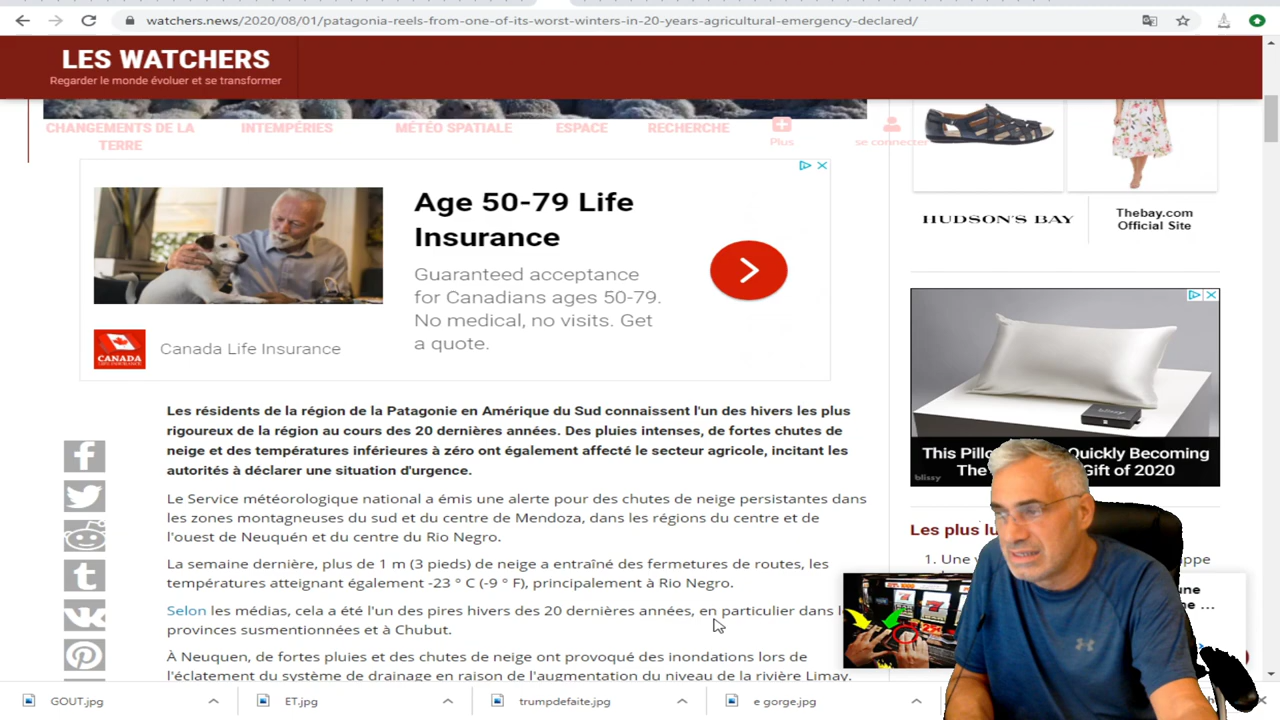 watchers.news/2020/08/01/patagonia-reels-from-one-of-its-worst-winters-in-20-years-agricultural-emergency-declared/
LES WATCHERS
Regarder le monde évoluer et se transformer
CHANGEMENTS DE LA
TERRE
INTEMPÉRIES
MÉTÉO SPATIALE
ESPACE
RECHERCHE
Plus
se connecter
Age 50-79 Life
Insurance
Guaranteed acceptance
for Canadians ages 50-79.
No medical, no visits. Get
a quote.
CANADA
Canada Life Insurance
HUDSON'S BAY
Thebay.com
Official Site
This Quickly Becoming
The Gift of 2020
blissy
Les résidents de la région de la Patagonie en Amérique du Sud connaissent l'un des hivers les plus
rigoureux de la région au cours des 20 dernières années. Des pluies intenses, de fortes chutes de
neige et des températures inférieures à zéro ont également affecté le secteur agricole, incitant les
autorités à déclarer une situation d'urgence.
Le Service météorologique national a émis une alerte pour des chutes de neige persistantes dans
les zones montagneuses du sud et du centre de Mendoza, dans les régions du centre et de
l'ouest de Neuquén et du centre du Rio Negro.
La semaine dernière, plus de 1 m (3 pieds) de neige a entraîné des fermetures de routes, les
températures atteignant également -23 ° C (-9 ° F), principalement à Rio Negro.
Selon les médias, cela a été l'un des pires hivers des 20 dernières années, en particulier dans
provinces susmentionnées et à Chubut.
À Neuquen, de fortes pluies et des chutes de neige ont provoqué des inondations lors de
l'éclatement du système de drainage en raison de l'augmentation du niveau de la rivière Limay.
Les plus
1. Une
GOUT.jpg
ET.jpg
trumpdefaite.jpg
e gorge.jpg